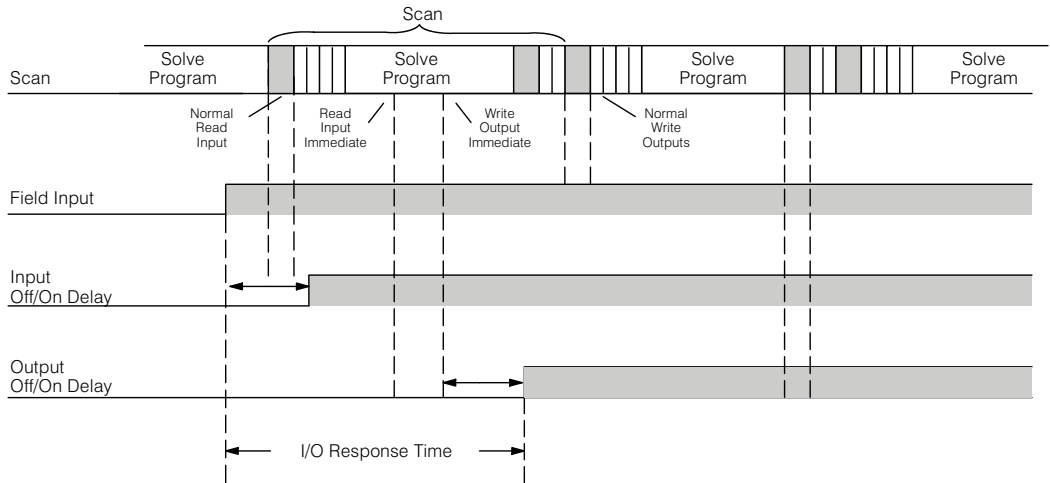 Scan
Scan
Solve
Program
Solve
Program
Solve
Program
Solve
Program
Normal
Read
Input
Read
Input
Immediate
Write
Output
Immediate
Normal
Write
Outputs
Field Input
Input
Off/On Delay
Output
Off/On Delay
I/O Response Time